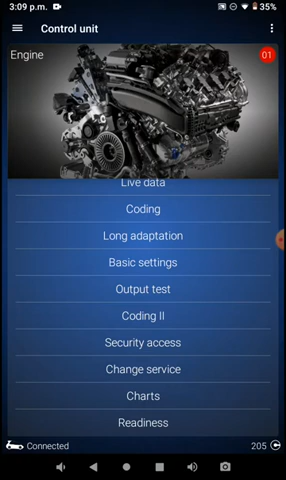 3:09 p.m.
35%
Control unit
Engine
01
Live data
Coding
Long adaptation
Basic settings
Output test
Coding II
Security access
Change service
Charts
Readiness
Connected
205